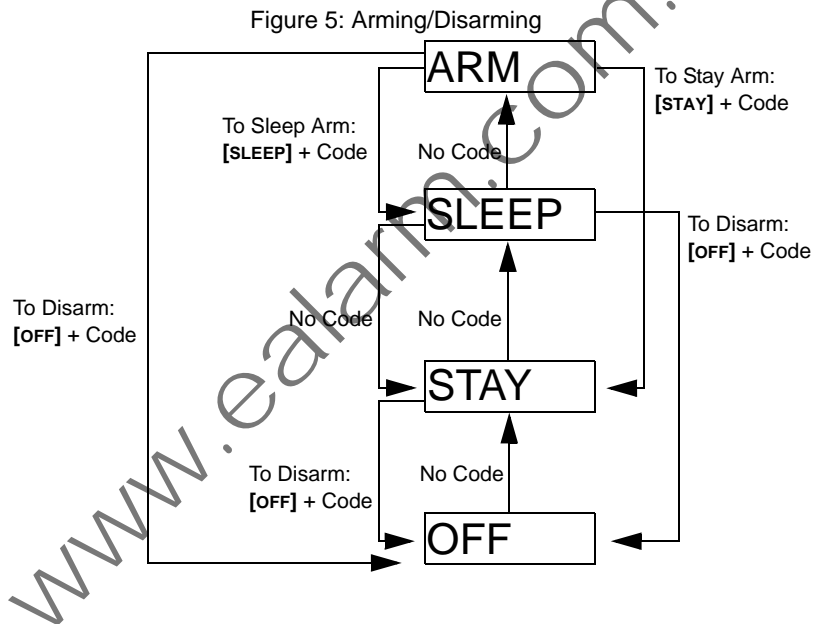 Figure 5: Arming/Disarming
ARM
To Stay Arm:
[STAY] + Code
To Sleep Arm:
[SLEEP] + Code
No Code
SLEEP
To Disarm:
[OFF] + Code
To Disarm:
[OFF] + Code
No Code
No Code
STAY
To Disarm:
[OFF] + Code
No Code
OFF
www.ealarm.com.